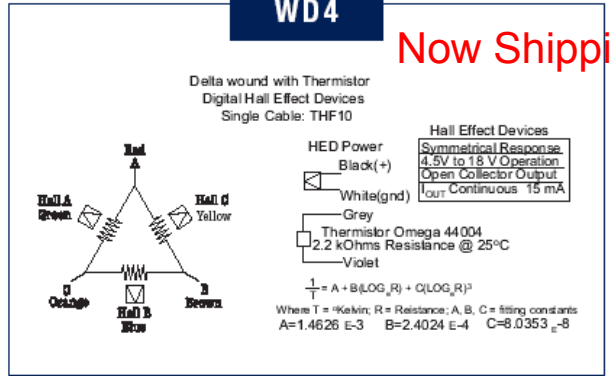 WD4
Now Shippi
Delta wound with Thermistor
Digital Hall Effect Devices
Single Cable: THF10
Hall Effect Devices
Symmetrical Response
4.5V to 18 V Operation
Open Collector Output
IOUT Continuous 15 mA
HED Power
Black(+)
White(gnd)
Grey
Thermistor Omega 44004
2.2 kOhms Resistance @ 25°C
Violet
Red
A
Hall A
Green
Hall C
Yellow
C
Orange
Hall B
Blue
B
Brown
1/T = A + B(LOGeR) + C(LOGeR)³
Where T = °Kelvin; R = Reistance; A, B, C = fitting constants
A=1.4626 E-3 B=2.4024 E-4 C=8.0353 E-8